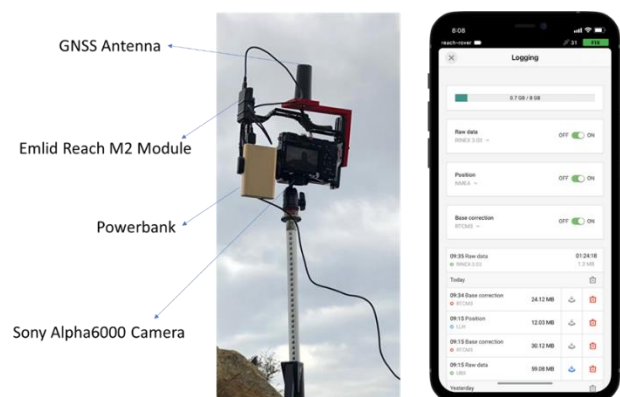 GNSS Antenna
Emlid Reach M2 Module
Powerbank
Sony Alpha6000 Camera
8:08
reach-rover
31
Logging
0.7 GB / 8 GB
Raw data
OFF ON
RINEX 3.03
Position
OFF ON
NMEA
Base correction
OFF ON
RTCM3
09:35 Raw data 01:24:18
RINEX 3.03
Today
09:34 Base correction 24.12 MB
RTCM3
09:15 Position 12.03 MB
LLH
09:15 Base correction 30.12 MB
RTCM3
09:15 Raw data 59.08 MB
UBX
Yesterday